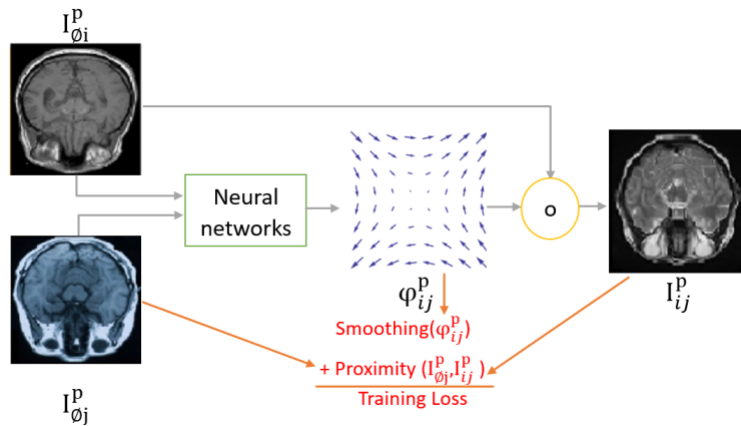 I^p_∅i
Neural
networks
o
φ^p_ij
I^p_ij
Smoothing(φ^p_ij)
+ Proximity (I^p_∅j,I^p_ij )
Training Loss
I^p_∅j